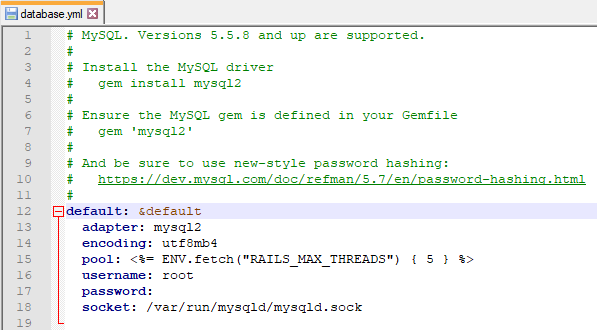 database.yml
1 # MySQL. Versions 5.5.8 and up are supported.
2 #
3 # Install the MySQL driver
4 #   gem install mysql2
5 #
6 # Ensure the MySQL gem is defined in your Gemfile
7 #   gem 'mysql2'
8 #
9 # And be sure to use new-style password hashing:
10 #   https://dev.mysql.com/doc/refman/5.7/en/password-hashing.html
11 #
12 default: &default
13   adapter: mysql2
14   encoding: utf8mb4
15   pool: <%= ENV.fetch("RAILS_MAX_THREADS") { 5 } %>
16   username: root
17   password:
18   socket: /var/run/mysqld/mysqld.sock
19